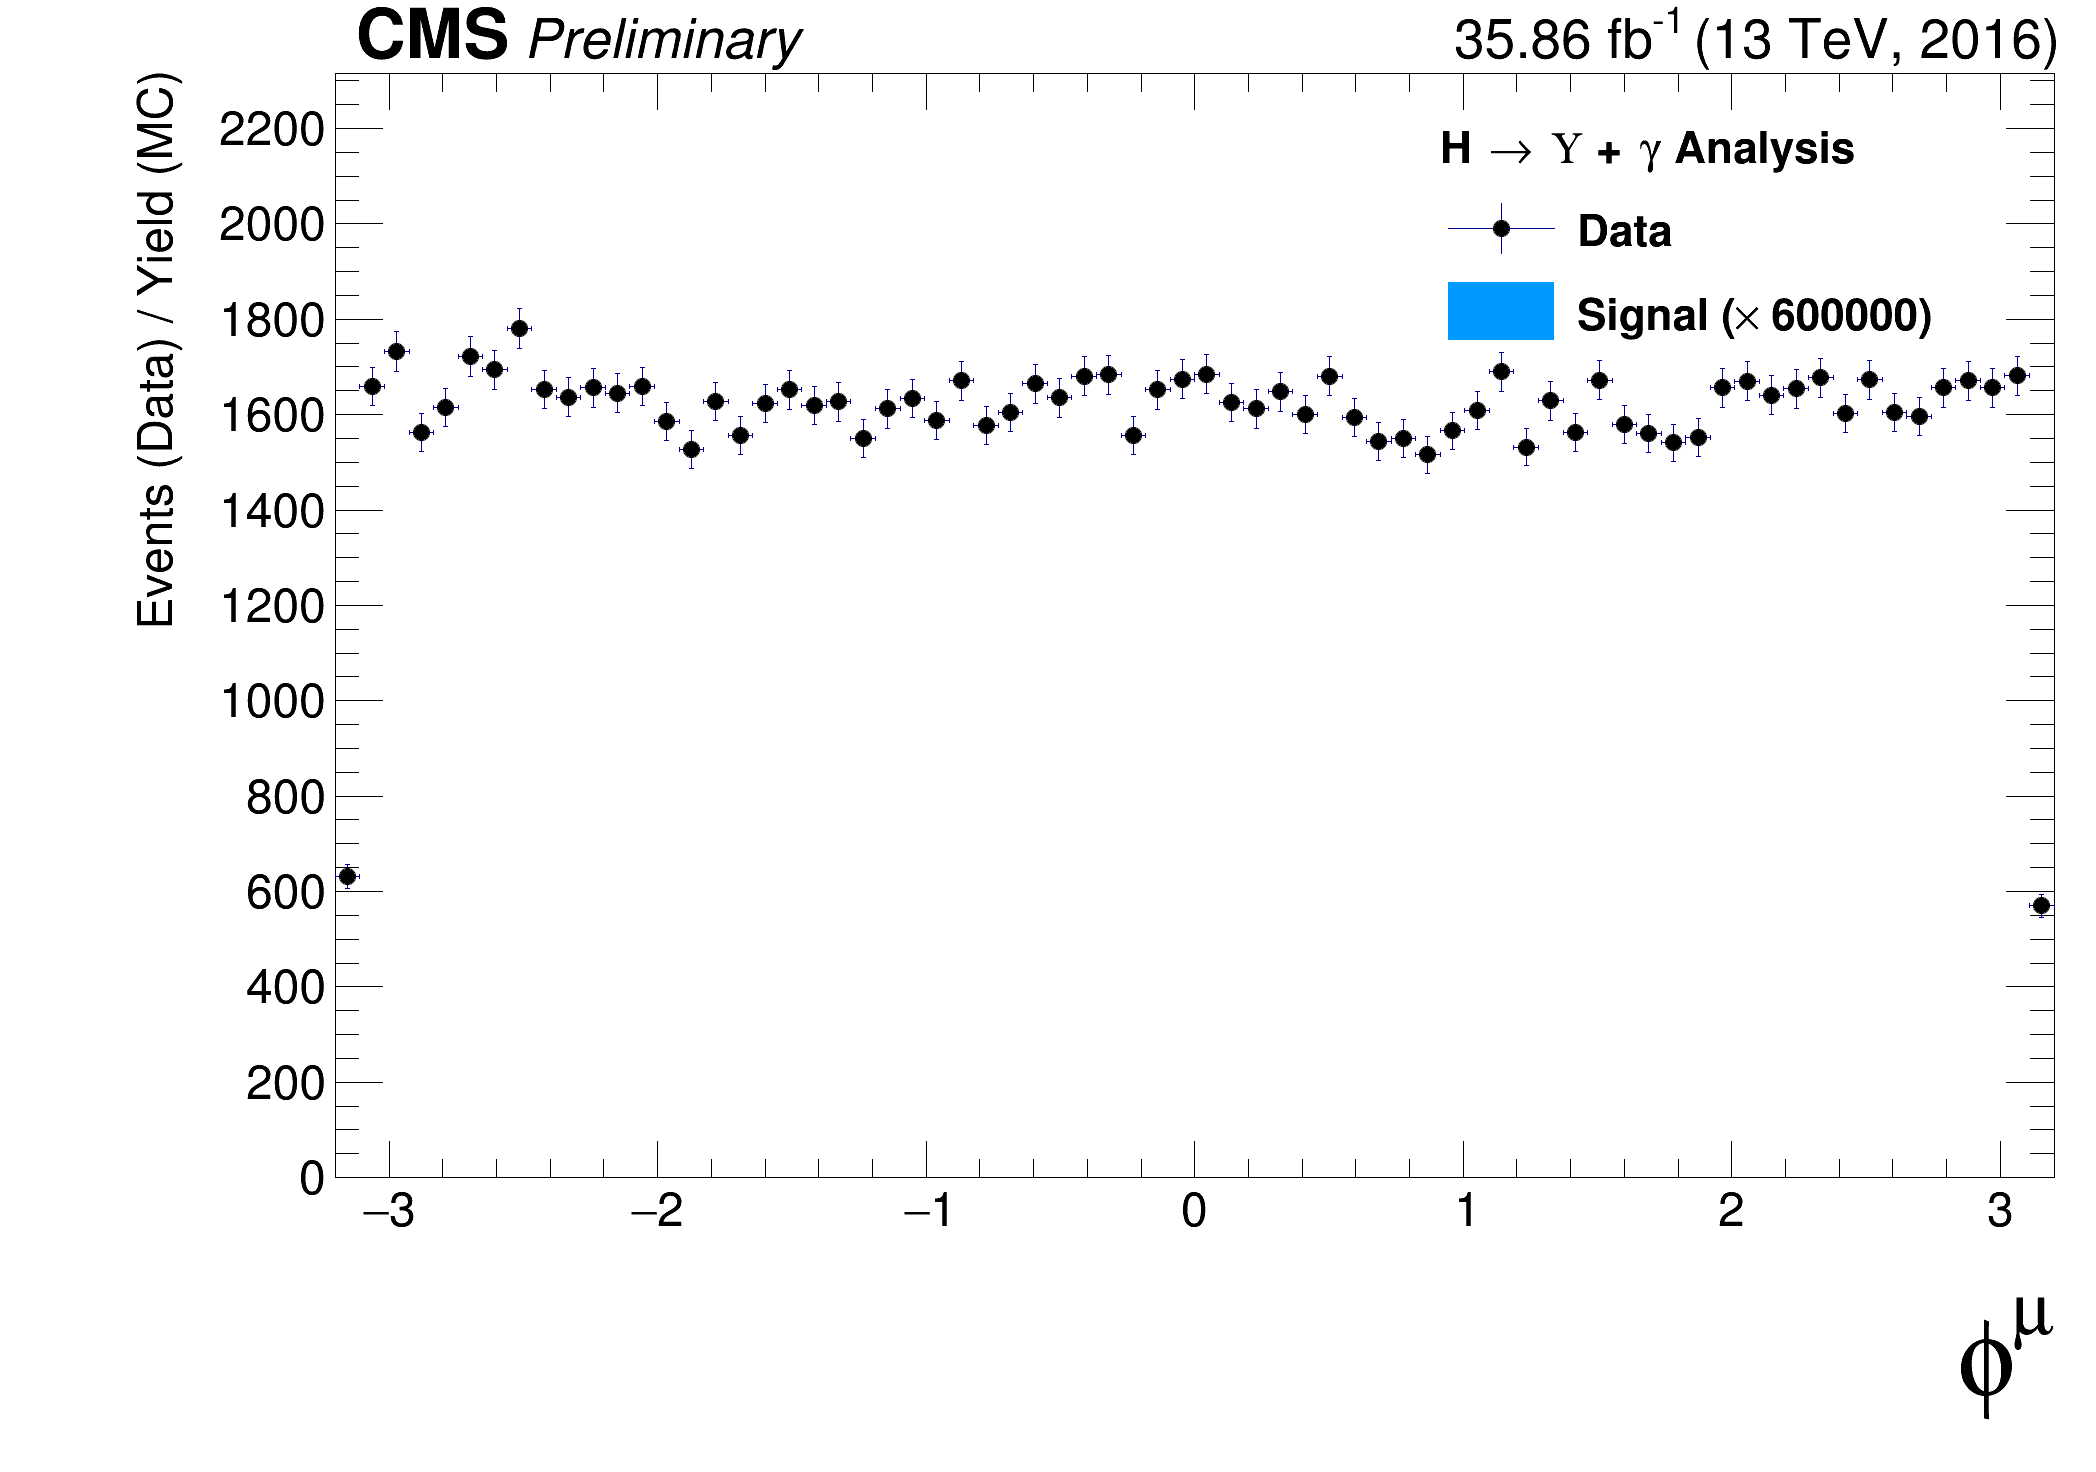 CMS Preliminary 35.86 fb-1 (13 TeV, 2016)
Events (Data) / Yield (MC)
H → Υ + γ Analysis
Data
Signal (× 600000)
2200
2000
1800
1600
1400
1200
1000
800
600
400
200
0
−3 −2 −1 0 1 2 3
ϕμ